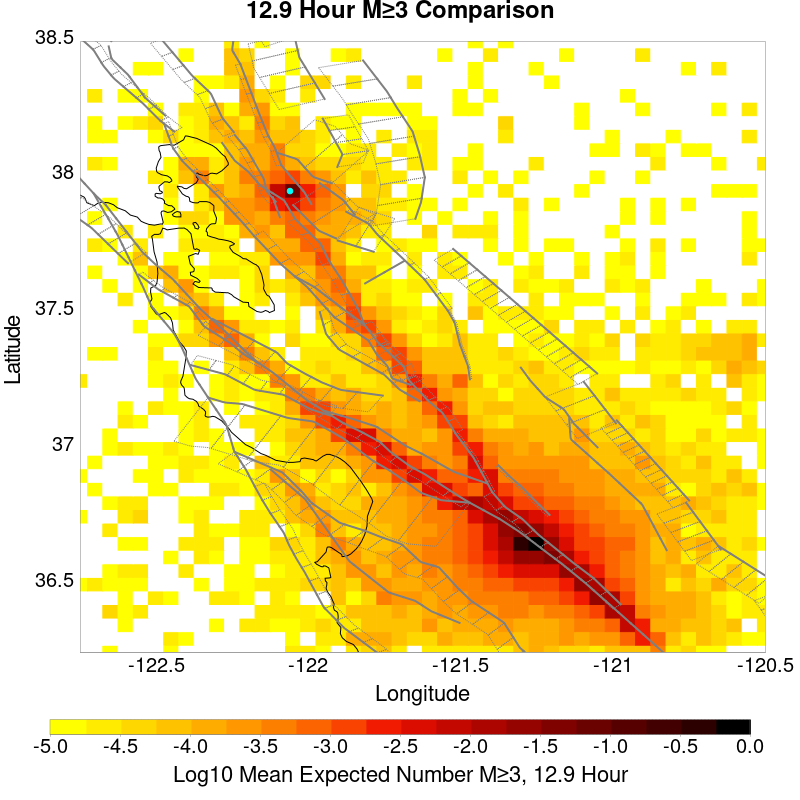 12.9 Hour M≥3 Comparison
38.5
38
37.5
37
36.5
Latitude
-122.5 -122 -121.5 -121 -120.5
Longitude
-5.0 -4.5 -4.0 -3.5 -3.0 -2.5 -2.0 -1.5 -1.0 -0.5 0.0
Log10 Mean Expected Number M≥3, 12.9 Hour